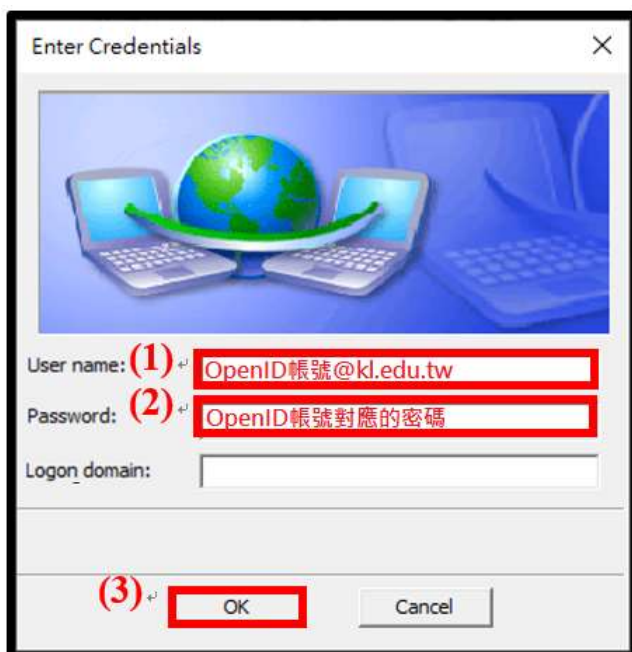 Enter Credentials
User name: (1) OpenID帳號@kl.edu.tw
Password: (2) OpenID帳號對應的密碼
Logon domain:
(3) OK Cancel